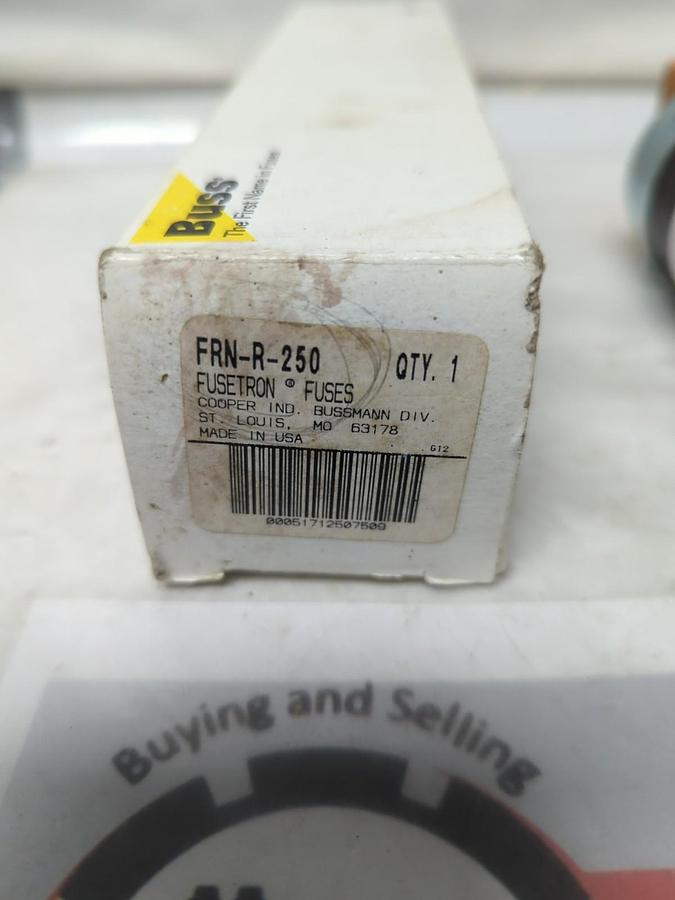 Buss
The First Name in Fuses
FRN-R-250 QTY. 1
FUSETRON ® FUSES
COOPER IND. BUSSMANN DIV.
ST. LOUIS, MO 63178
MADE IN USA G12
00051712507509
Buying and Selling